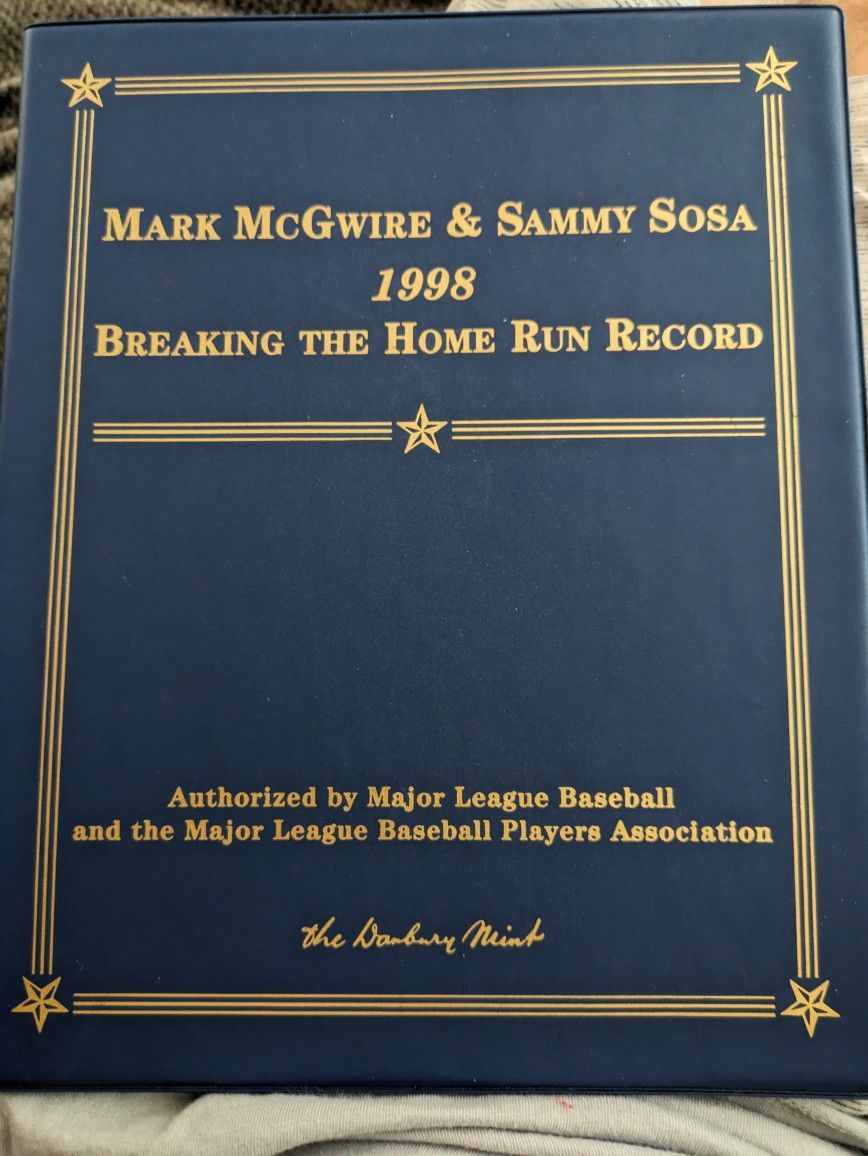 Mark McGwire & Sammy Sosa
1998
Breaking the Home Run Record
Authorized by Major League Baseball
and the Major League Baseball Players Association
the Danbury Mint